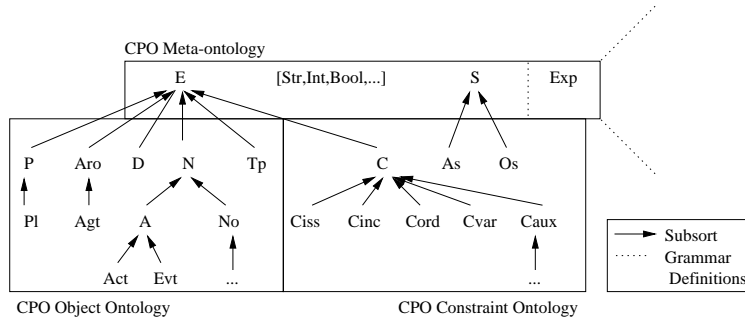 CPO Meta-ontology
E [Str,Int,Bool,...] S Exp
P Aro D N Tp C As Os
Pl Agt A No Ciss Cinc Cord Cvar Caux
Subsort
Grammar
Act Evt ... ... Definitions
CPO Object Ontology CPO Constraint Ontology